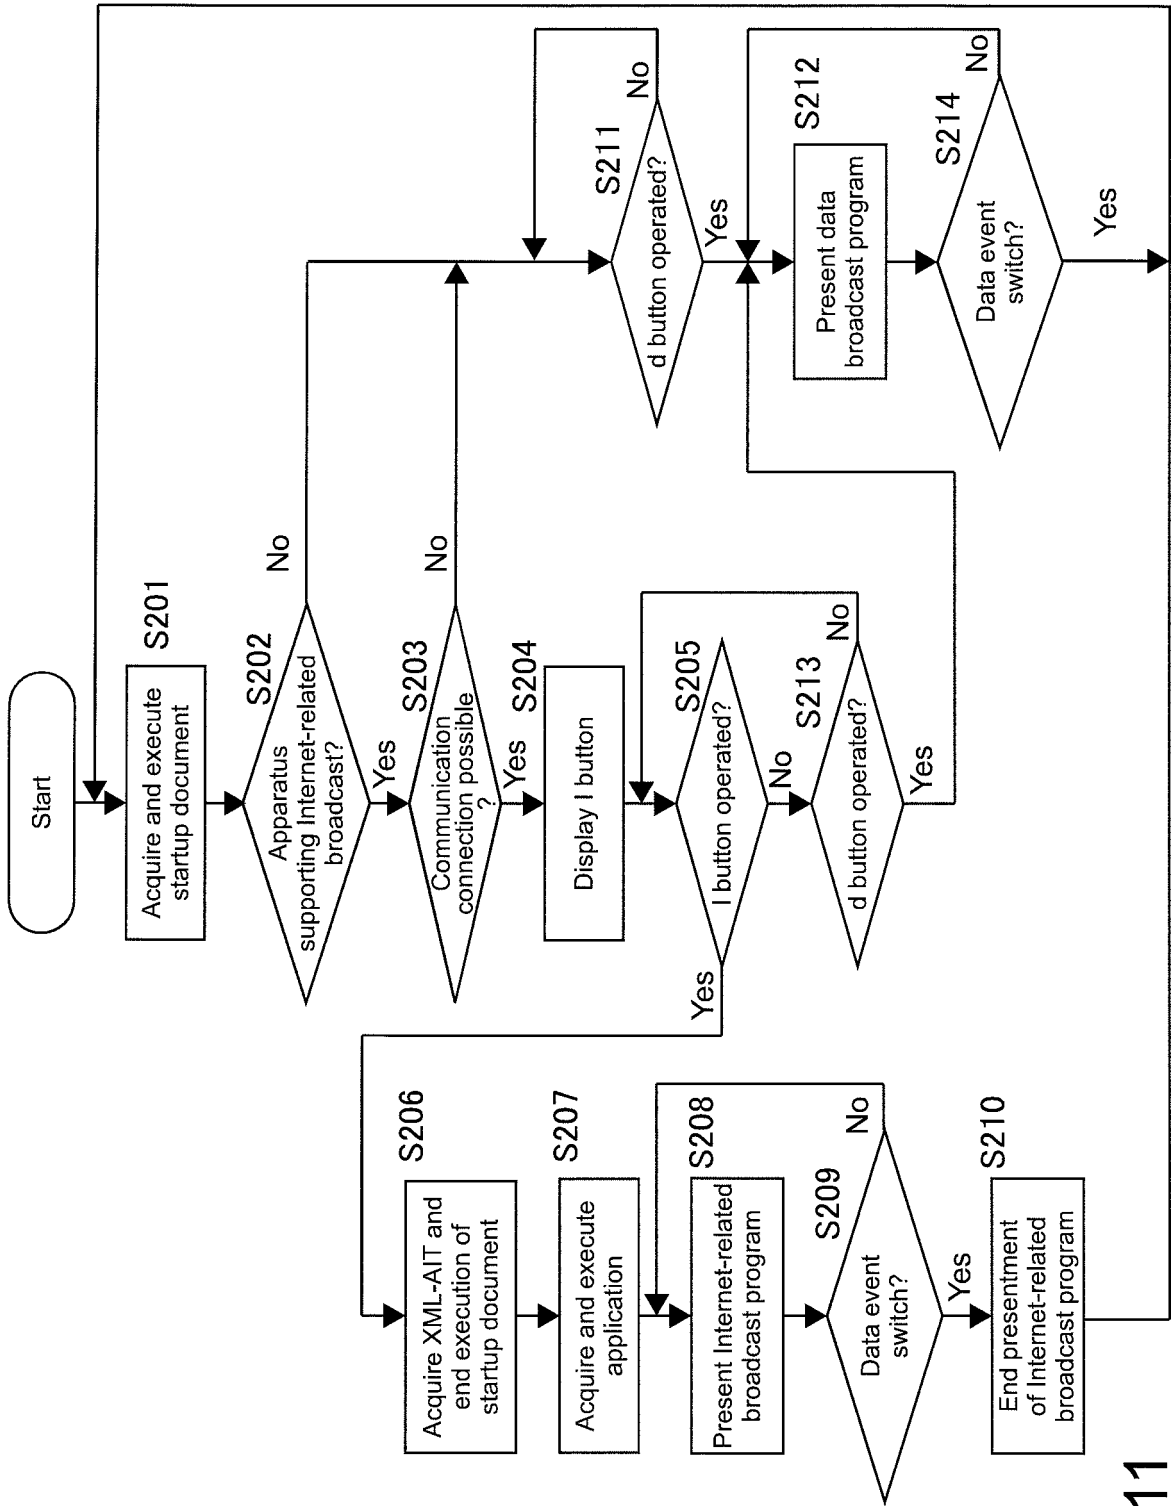 Start
Acquire and execute
startup document
S201
Apparatus
supporting Internet-related
broadcast?
S202
No
Yes
Communication
connection possible
?
S203
No
Yes
Display I button
S204
I button operated?
S205
Yes
No
d button operated?
S213
No
Yes
Acquire XML-AIT and
end execution of
startup document
S206
Acquire and execute
application
S207
Present Internet-related
broadcast program
S208
Data event
switch?
S209
No
Yes
End presentment
of Internet-related
broadcast program
S210
d button operated?
S211
No
Yes
Present data
broadcast program
S212
Data event
switch?
S214
No
Yes
11